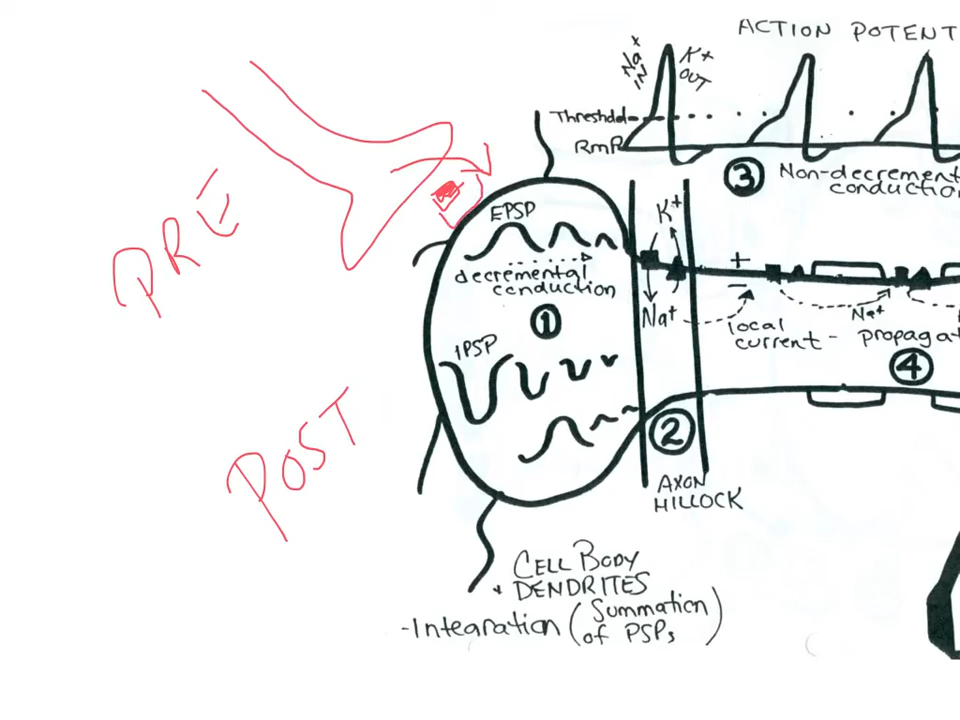 ACTION POTENT
Na+ IN
K+ OUT
Threshold
RmP
③ Non-decrement
conduction
PRE
EPSP
decremental
conduction
①
IPSP
K+
Na+
+
−
local
current - propagat
Na+
④
②
AXON
HILLOCK
POST
CELL BODY
+ DENDRITES
-Integration (Summation
of PSPs)